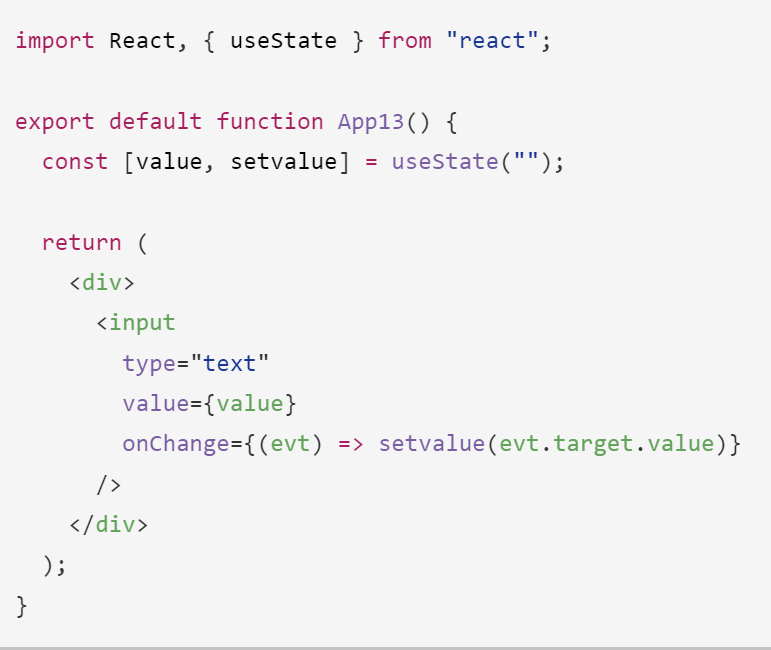 import React, { useState } from "react";

export default function App13() {
  const [value, setvalue] = useState("");

  return (
    <div>
      <input
        type="text"
        value={value}
        onChange={(evt) => setvalue(evt.target.value)}
      />
    </div>
  );
}